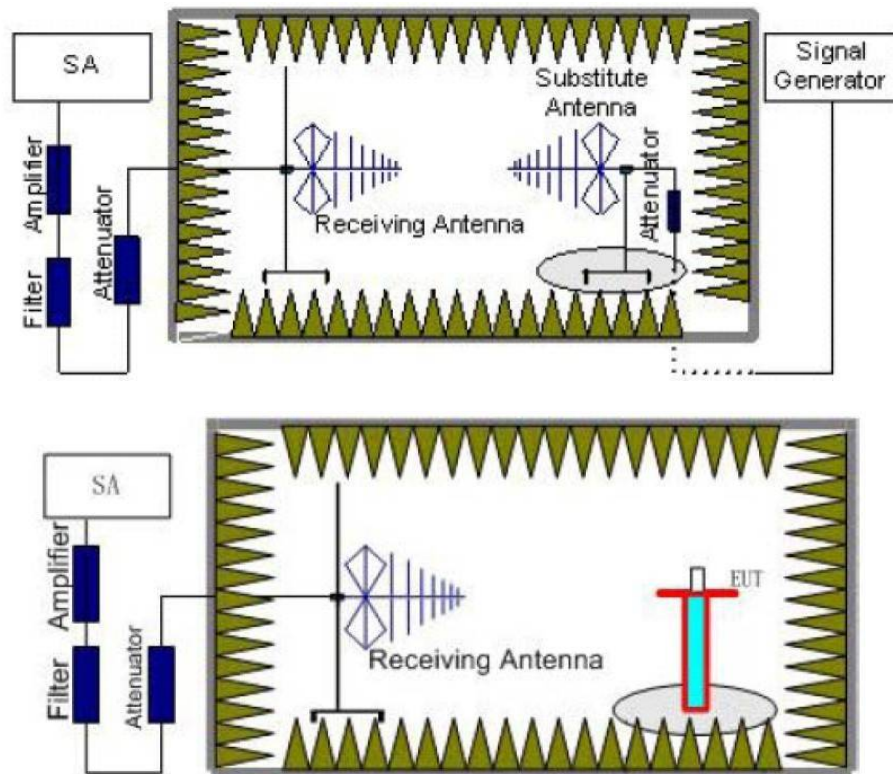 SA
Amplifier
Filter
Attenuator
Receiving Antenna
Substitute
Antenna
Attenuator
Signal
Generator
SA
Amplifier
Filter
Attenuator
Receiving Antenna
EUT